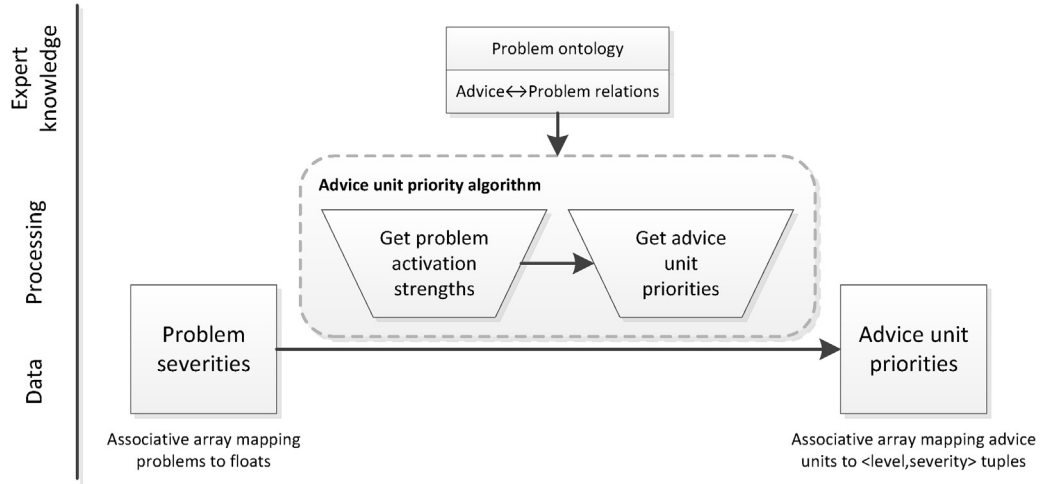 Expert
knowledge
Problem ontology
Advice↔Problem relations
Processing
Advice unit priority algorithm
Get problem
activation
strengths
Get advice
unit
priorities
Data
Problem
severities
Advice unit
priorities
Associative array mapping
problems to floats
Associative array mapping advice
units to <level,severity> tuples